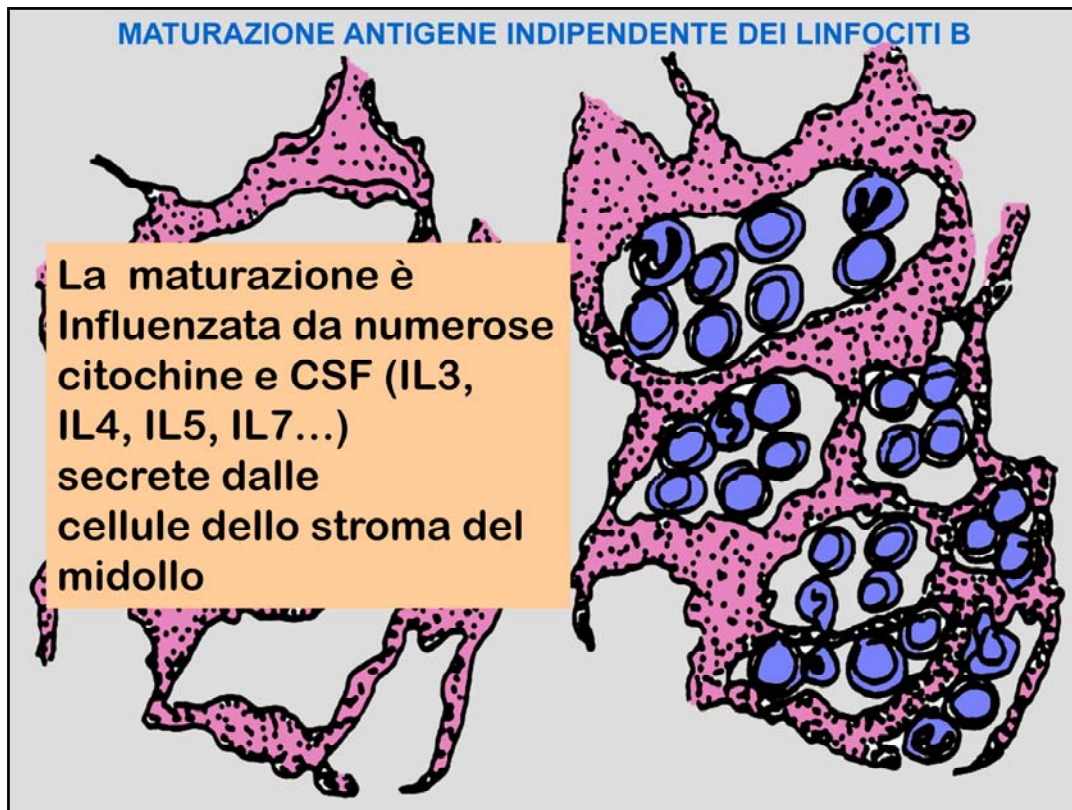 MATURAZIONE ANTIGENE INDIPENDENTE DEI LINFOCITI B
La maturazione è
Influenzata da numerose
citochine e CSF (IL3,
IL4, IL5, IL7...)
secrete dalle
cellule dello stroma del
midollo